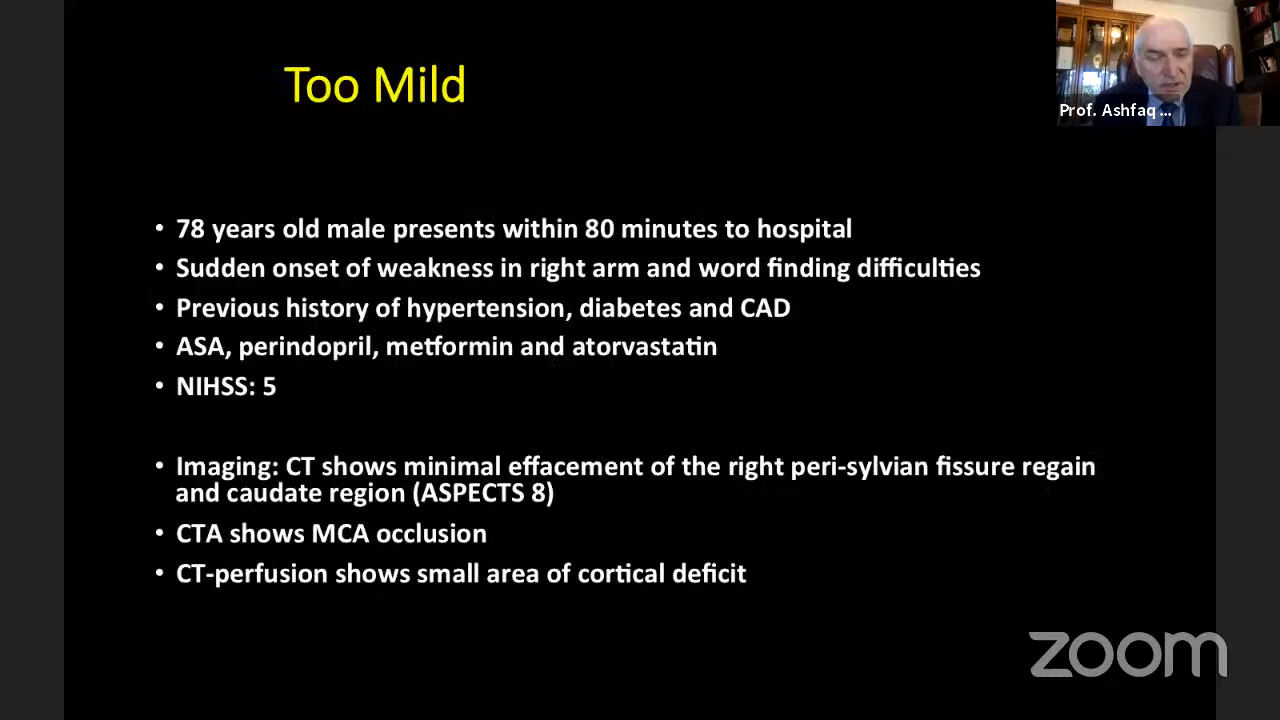 Too Mild
Prof. Ashfaq ...
• 78 years old male presents within 80 minutes to hospital
• Sudden onset of weakness in right arm and word finding difficulties
• Previous history of hypertension, diabetes and CAD
• ASA, perindopril, metformin and atorvastatin
• NIHSS: 5
• Imaging: CT shows minimal effacement of the right peri-sylvian fissure regain
and caudate region (ASPECTS 8)
• CTA shows MCA occlusion
• CT-perfusion shows small area of cortical deficit
zoom